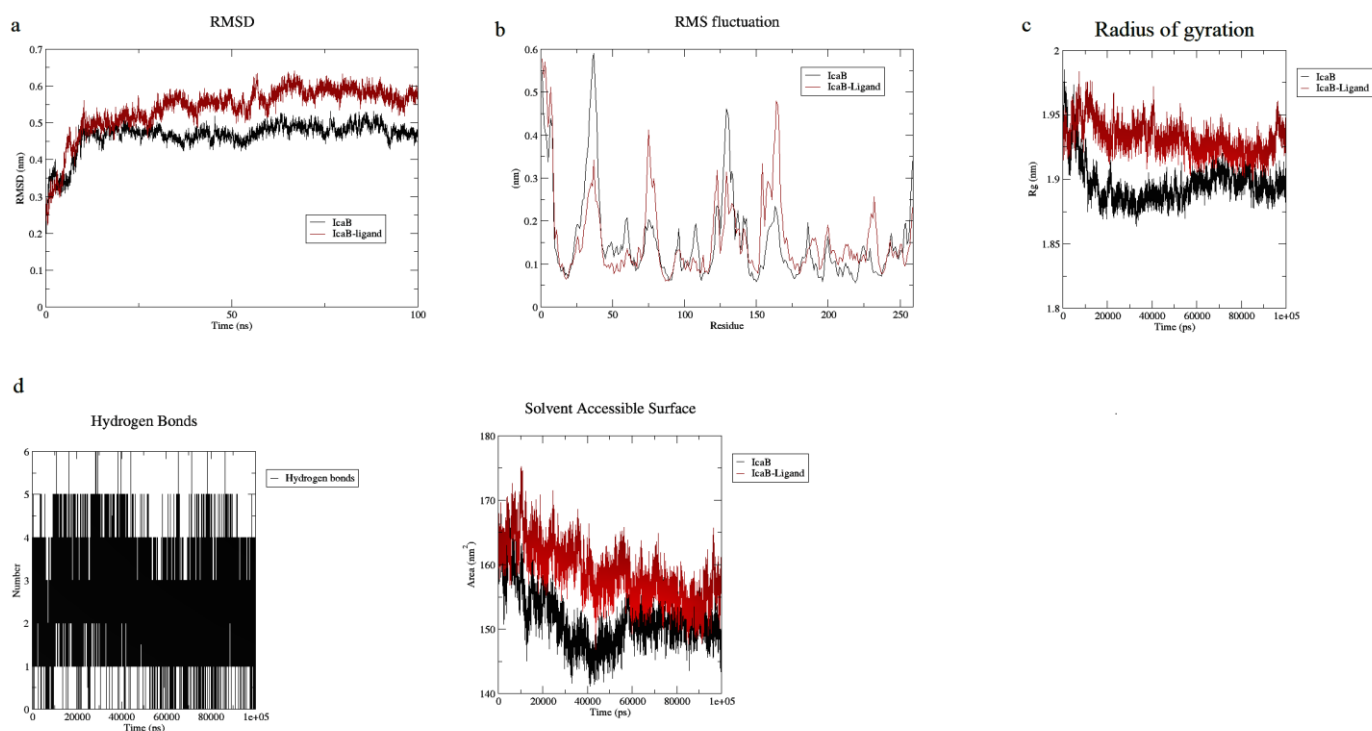 a
RMSD
0.7
0.6
0.5
0.4
0.3
0.2
0.1
0
RMSD (nm)
IcaB
IcaB-ligand
0
50
100
Time (ns)
b
RMS fluctuation
0.6
0.5
0.4
0.3
0.2
0.1
0
(nm)
IcaB
IcaB-Ligand
0
50
100
150
200
250
Residue
c
Radius of gyration
2
1.95
1.9
1.85
1.8
Rg (nm)
IcaB
IcaB-Ligand
0
20000
40000
60000
80000
1e+05
Time (ps)
d
Hydrogen Bonds
6
5
4
3
2
1
0
Number
Hydrogen bonds
0
20000
40000
60000
80000
1e+05
Time (ps)
Solvent Accessible Surface
180
170
160
150
140
Area (nm²)
IcaB
IcaB-Ligand
0
20000
40000
60000
80000
1e+05
Time (ps)